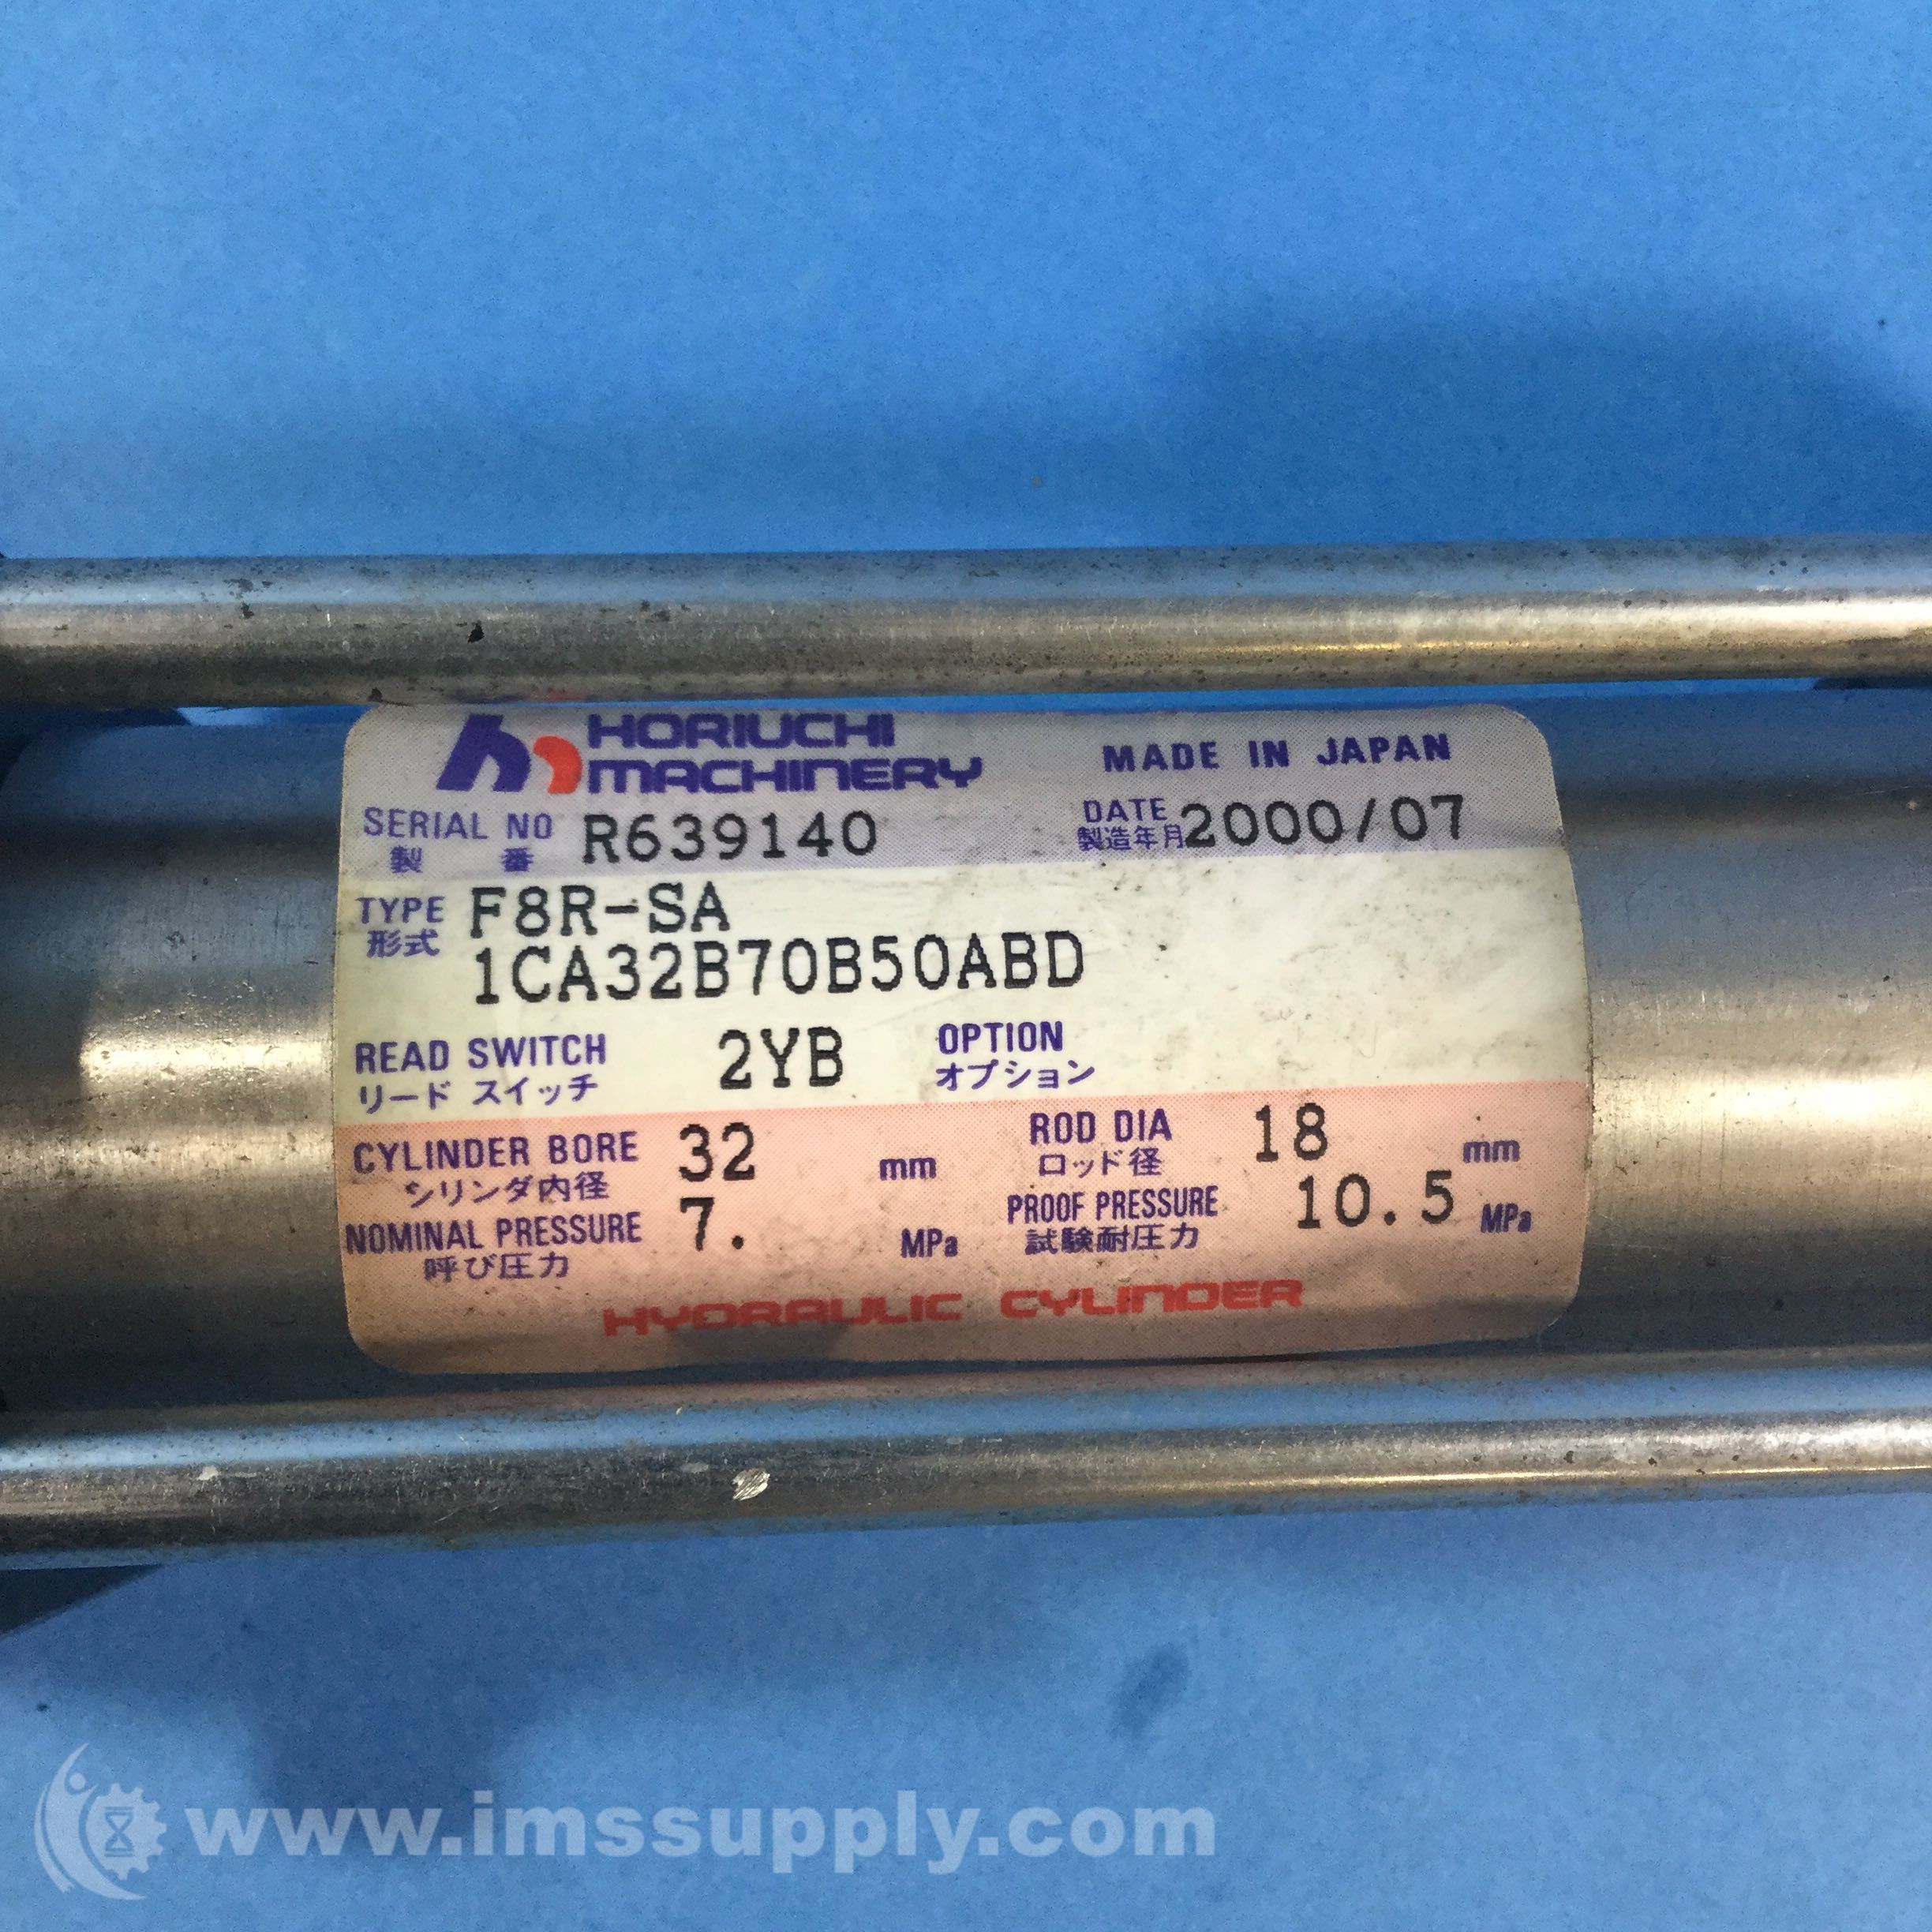 HORIUCHI
MACHINERY
MADE IN JAPAN
SERIAL NO R639140
製番
DATE 2000/07
製造年月
TYPE F8R-SA
形式
1CA32B70B50ABD
READ SWITCH 2YB
リード スイッチ
OPTION
オプション
CYLINDER BORE 32 mm
シリンダ内径
ROD DIA 18 mm
ロッド径
NOMINAL PRESSURE 7. MPa
呼び圧力
PROOF PRESSURE 10.5 MPa
試験耐圧力
HYDRAULIC CYLINDER
www.imssupply.com